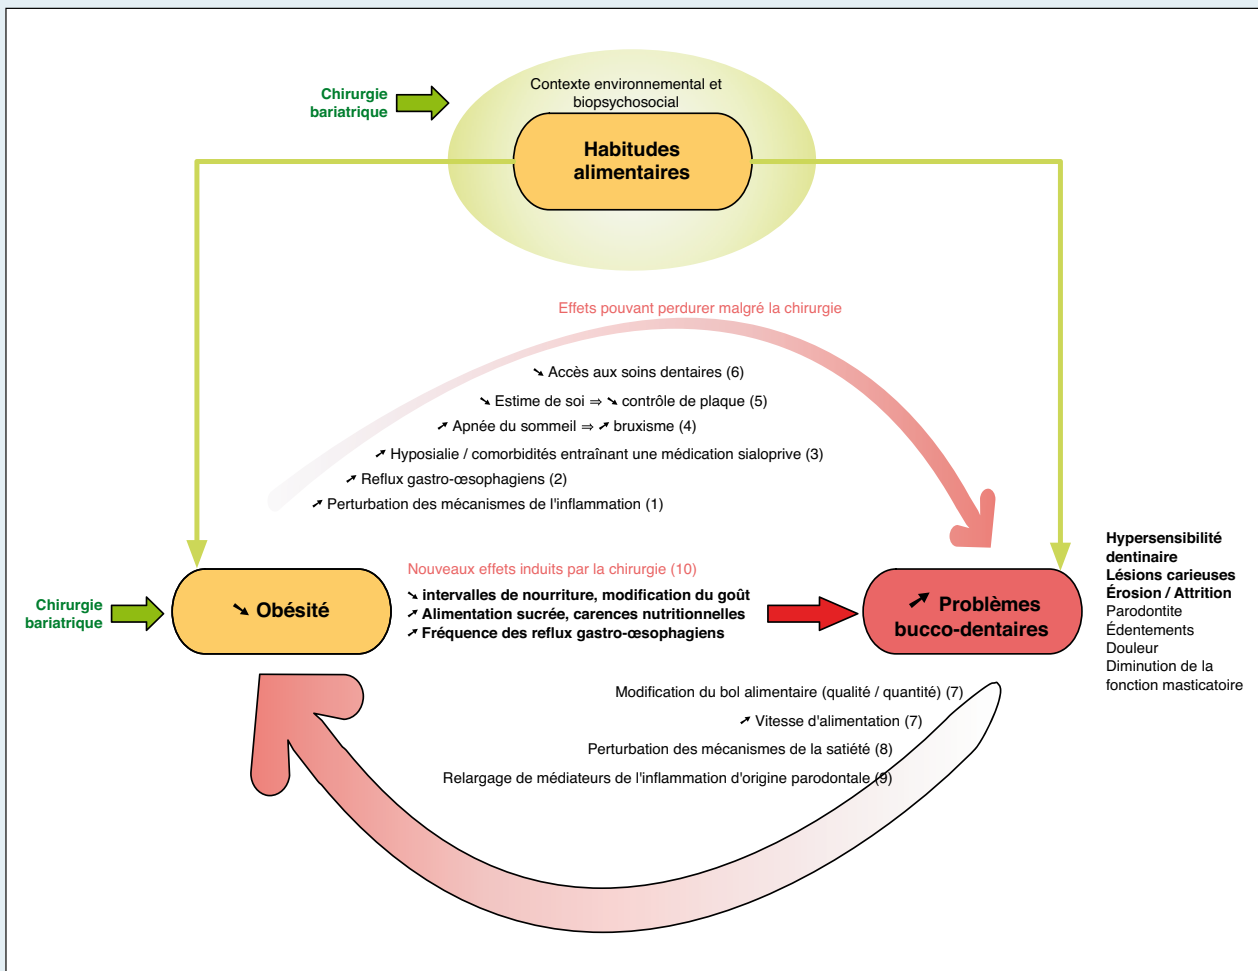 Contexte environnemental et
biopsychosocial
Chirurgie
bariatrique
Habitudes
alimentaires
Effets pouvant perdurer malgré la chirurgie
➘ Accès aux soins dentaires (6)
➘ Estime de soi ⇒ ➘ contrôle de plaque (5)
➚ Apnée du sommeil ⇒ ➚ bruxisme (4)
➚ Hyposialie / comorbidités entraînant une médication sialoprive (3)
➚ Reflux gastro-œsophagiens (2)
➚ Perturbation des mécanismes de l'inflammation (1)
Chirurgie
bariatrique
➘ Obésité
Nouveaux effets induits par la chirurgie (10)
➘ intervalles de nourriture, modification du goût
➚ Alimentation sucrée, carences nutritionnelles
➚ Fréquence des reflux gastro-œsophagiens
➚ Problèmes
bucco-dentaires
Hypersensibilité
dentinaire
Lésions carieuses
Érosion / Attrition
Parodontite
Édentements
Douleur
Diminution de la
fonction masticatoire
Modification du bol alimentaire (qualité / quantité) (7)
➚ Vitesse d'alimentation (7)
Perturbation des mécanismes de la satiété (8)
Relargage de médiateurs de l'inflammation d'origine parodontale (9)